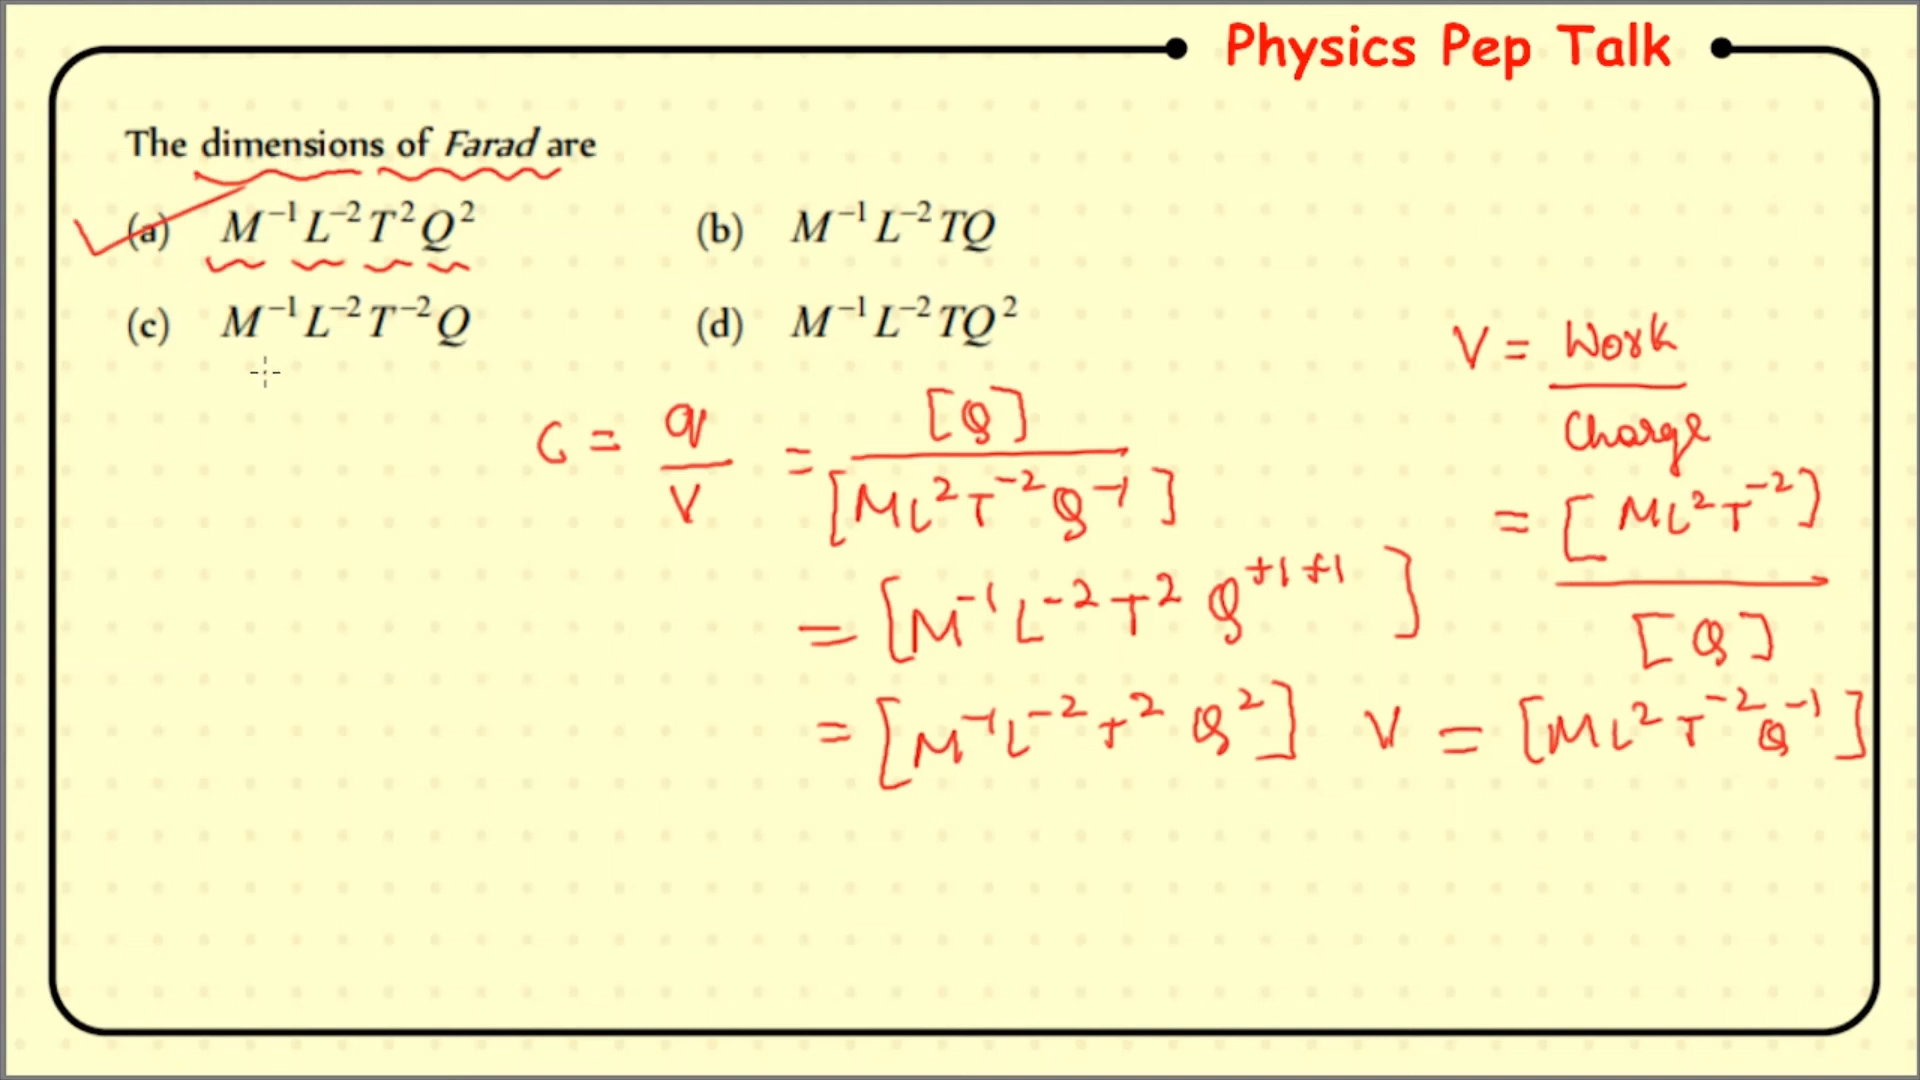 Physics Pep Talk
The dimensions of Farad are
(a) M⁻¹L⁻²T²Q² (b) M⁻¹L⁻²TQ
(c) M⁻¹L⁻²T⁻²Q (d) M⁻¹L⁻²TQ²
V = Work / Charge
= [ML²T⁻²] / [Q]
V = [ML²T⁻²Q⁻¹]
C = q / V = [Q] / [ML²T⁻²Q⁻¹]
= [M⁻¹L⁻²T²Q⁺¹⁺¹]
= [M⁻¹L⁻²T²Q²]